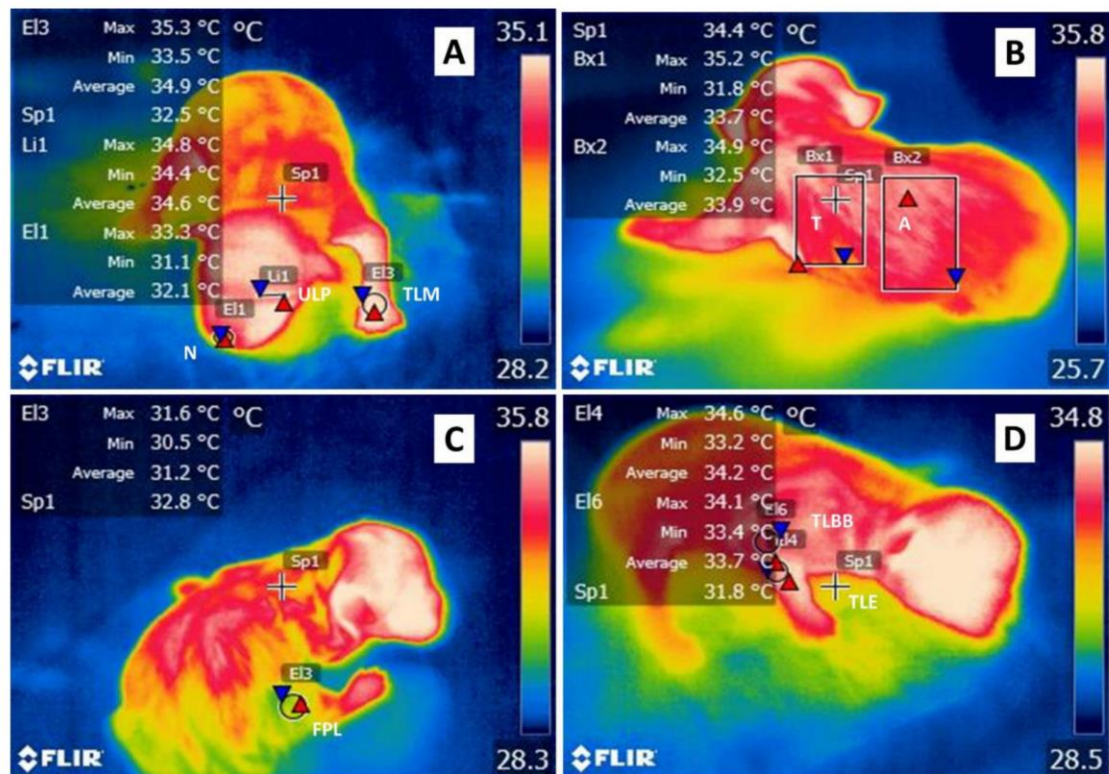 El3 Max 35.3 °C °C A 35.1
Min 33.5 °C
Average 34.9 °C
Sp1 32.5 °C
Li1 Max 34.8 °C
Min 34.4 °C
Average 34.6 °C
El1 Max 33.3 °C
Min 31.1 °C
Average 32.1 °C
Sp1
Li1 ULP El3 TLM
El1
N
FLIR 28.2
Sp1 34.4 °C °C B 35.8
Bx1 Max 35.2 °C
Min 31.8 °C
Average 33.7 °C
Bx2 Max 34.9 °C
Min 32.5 °C
Average 33.9 °C
Bx1 Sp1 Bx2
T A
FLIR 25.7
El3 Max 31.6 °C °C C 35.8
Min 30.5 °C
Average 31.2 °C
Sp1 32.8 °C
Sp1
El3
FPL
FLIR 28.3
El4 Max 34.6 °C °C D 34.8
Min 33.2 °C
Average 34.2 °C
El6 Max 34.1 °C
Min 33.4 °C
Average 33.7 °C
Sp1 31.8 °C
El6 TLBB
El4 Sp1
TLE
FLIR 28.5